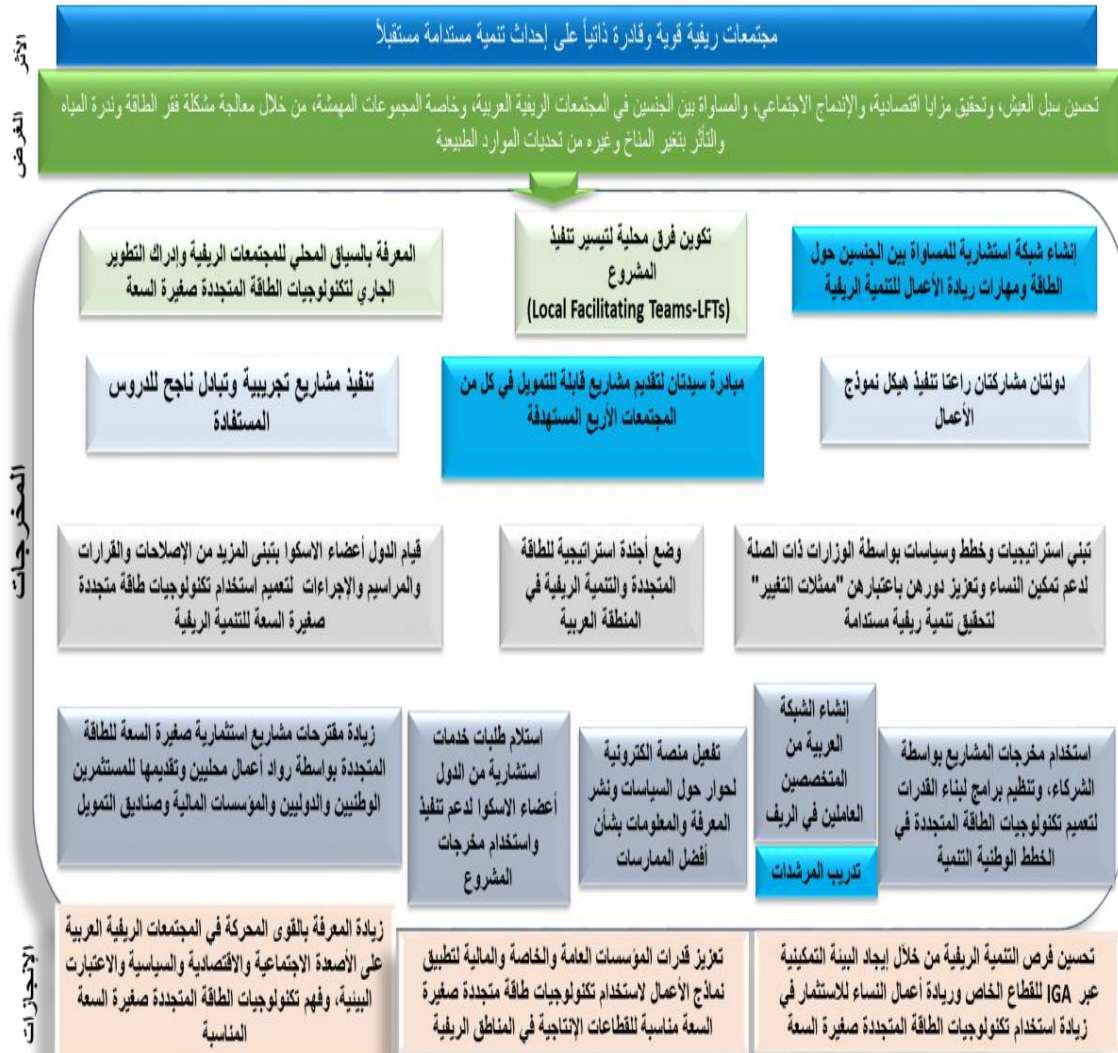 الأثر
مجتمعات ريفية قوية وقادرة ذاتياً على إحداث تنمية مستدامة مستقبلاً
الغرض
تحسين سبل العيش، وتحقيق مزايا اقتصادية، والإندماج الاجتماعي، والمساواة بين الجنسين في المجتمعات الريفية العربية، وخاصة المجموعات المهمشة، من خلال معالجة مشكلة فقر الطاقة وندرة المياه
والتأثر بتغير المناخ وغيره من تحديات الموارد الطبيعية
المخرجات
إنشاء شبكة استشارية للمساواة بين الجنسين حول
الطاقة ومهارات ريادة الأعمال للتنمية الريفية
تكوين فرق محلية لتيسير تنفيذ
المشروع
(Local Facilitating Teams-LFTs)
المعرفة بالسياق المحلي للمجتمعات الريفية وإدراك التطوير
الجاري لتكنولوجيات الطاقة المتجددة صغيرة السعة
دولتان مشاركتان راعتا تنفيذ هيكل نموذج
الأعمال
مبادرة سيدتان لتقديم مشاريع قابلة للتمويل في كل من
المجتمعات الأربع المستهدفة
تنفيذ مشاريع تجريبية وتبادل ناجح للدروس
المستفادة
تبني استراتيجيات وخطط وسياسات بواسطة الوزارات ذات الصلة
لدعم تمكين النساء وتعزيز دورهن باعتبارهن "ممثلات التغيير"
لتحقيق تنمية ريفية مستدامة
وضع أجندة استراتيجية للطاقة
المتجددة والتنمية الريفية في
المنطقة العربية
قيام الدول أعضاء الاسكوا بتبنى المزيد من الإصلاحات والقرارات
والمراسيم والإجراءات لتعميم استخدام تكنولوجيات طاقة متجددة
صغيرة السعة للتنمية الريفية
استخدام مخرجات المشاريع بواسطة
الشركاء، وتنظيم برامج لبناء القدرات
لتعميم تكنولوجيات الطاقة المتجددة في
الخطط الوطنية التنمية
إنشاء الشبكة
العربية من
المتخصصين
العاملين في الريف
تدريب المرشدات
تفعيل منصة الكترونية
لحوار حول السياسات ونشر
المعرفة والمعلومات بشأن
أفضل الممارسات
استلام طلبات خدمات
استشارية من الدول
أعضاء الاسكوا لدعم تنفيذ
واستخدام مخرجات
المشروع
زيادة مقترحات مشاريع استثمارية صغيرة السعة للطاقة
المتجددة بواسطة رواد أعمال محليين وتقديمها للمستثمرين
الوطنيين والدوليين والمؤسسات المالية وصناديق التمويل
الإنجازات
تحسين فرص التنمية الريفية من خلال إيجاد البيئة التمكينية
عبر IGA للقطاع الخاص وريادة أعمال النساء للاستثمار في
زيادة استخدام تكنولوجيات الطاقة المتجددة صغيرة السعة
تعزيز قدرات المؤسسات العامة والخاصة والمالية لتطبيق
نماذج الأعمال لاستخدام تكنولوجيات طاقة متجددة صغيرة
السعة مناسبة للقطاعات الإنتاجية في المناطق الريفية
زيادة المعرفة بالقوى المحركة في المجتمعات الريفية العربية
على الأصعدة الاجتماعية والاقتصادية والسياسية والاعتبارت
البيئية، وفهم تكنولوجيات الطاقة المتجددة صغيرة السعة
المناسبة